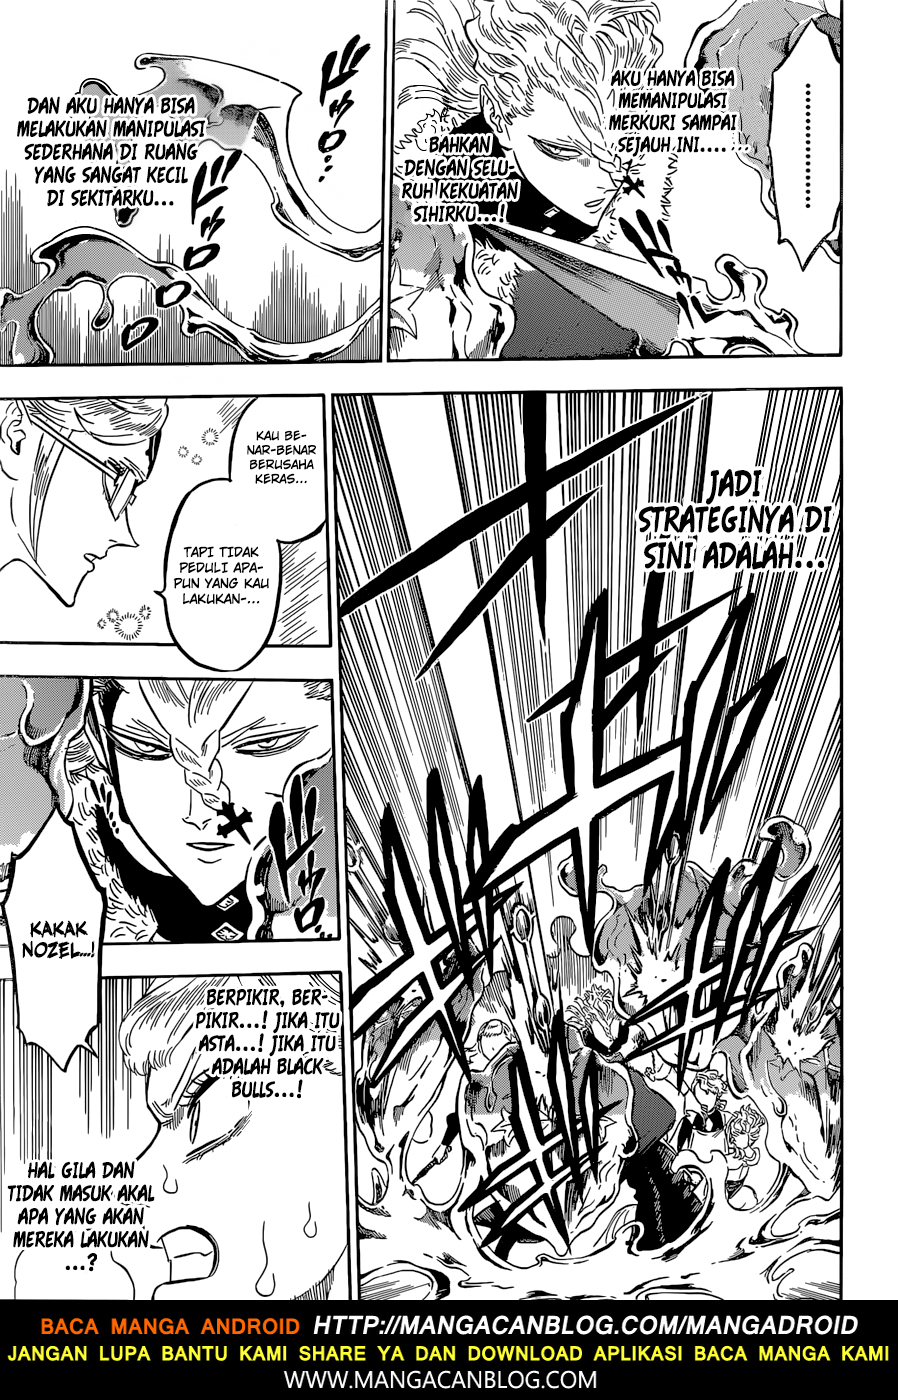 ............
AKU HANYA BISA
MEMANIPULASI
MERKURI SAMPAI
SEJAUH INI.... ...
BAHKAN
DENGAN SELU-
RUH KEKUATAN
SIHIRKU...!
DAN AKU HANYA BISA
MELAKUKAN MANIPULASI
SEDERHANA DI RUANG
YANG SANGAT KECIL
DI SEKITARKU...
JADI
STRATEGINYA DI
SINI ADALAH...
KAU BE-
NAR-BENAR
BERUSAHA
KERAS...
TAPI TIDAK
PEDULI APA-
PUN YANG KAU
LAKUKAN-...
KAKAK
NOZEL...!
BERPIKIR, BER-
PIKIR...! JIKA ITU
ASTA...! JIKA ITU
ADALAH BLACK
BULLS...!
HAL GILA DAN
TIDAK MASUK AKAL
APA YANG AKAN
MEREKA LAKUKAN
...?
BACA MANGA ANDROID HTTP://MANGACANBLOG.COM/MANGADROID
JANGAN LUPA BANTU KAMI SHARE YA DAN DOWNLOAD APLIKASI BACA MANGA KAMI
WWW.MANGACANBLOG.COM